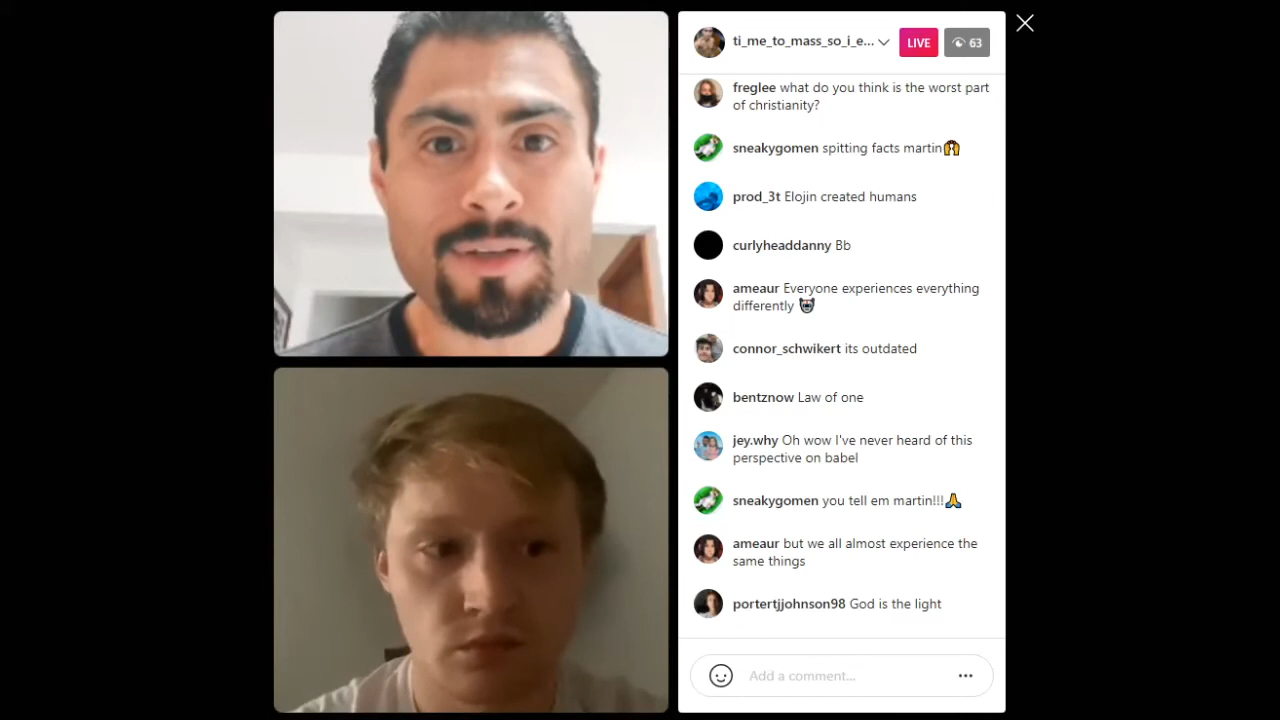 ti_me_to_mass_so_i_e...
LIVE
63
freglee what do you think is the worst part
of christianity?
sneakygomen spitting facts martin🙌
prod_3t Elojin created humans
curlyheaddanny Bb
ameaur Everyone experiences everything
differently
connor_schwikert its outdated
bentznow Law of one
jey.why Oh wow I've never heard of this
perspective on babel
sneakygomen you tell em martin!!!🙏
ameaur but we all almost experience the
same things
portertjjohnson98 God is the light
Add a comment...